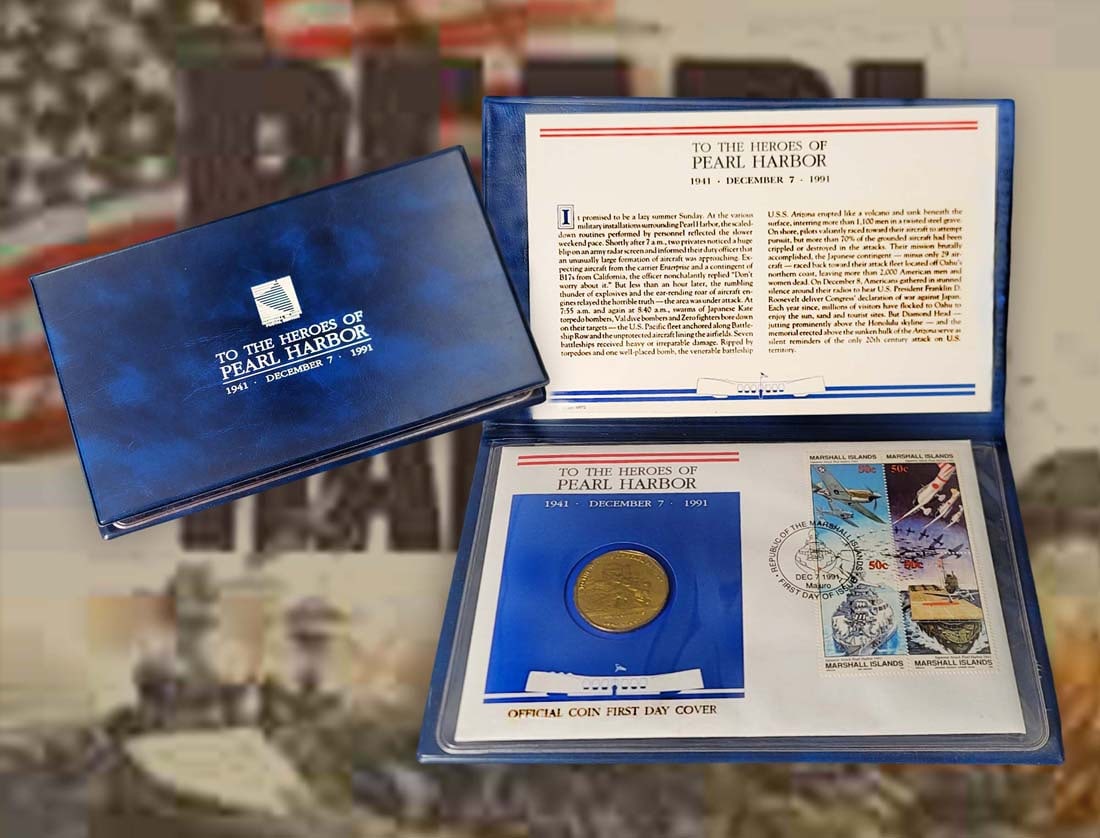 TO THE HEROES OF
PEARL HARBOR
1941 · DECEMBER 7 · 1991
TO THE HEROES OF
PEARL HARBOR
1941 · DECEMBER 7 · 1991
It promised to be a lazy summer Sunday. At the various
military installations surrounding Pearl Harbor, the scaled-
down routines performed by personnel reflected the slower
weekend pace. Shortly after 7 a.m., two privates noticed a huge
blip on an army radar screen and informed their duty officer that
an unusually large formation of aircraft was approaching. Ex-
pecting aircraft from the carrier Enterprise and a contingent of
B17s from California, the officer nonchalantly replied "Don't
worry about it." But less than an hour later, the rumbling
thunder of explosives and the ear-rending roar of aircraft en-
gines relayed the horrible truth — the area was under attack. At
7:55 a.m. and again at 8:40 a.m., swarms of Japanese Kate
torpedo bombers, Val dive bombers and Zero fighters bore down
on their targets — the U.S. Pacific fleet anchored along Battle-
ship Row and the unprotected aircraft lining the airfields. Seven
battleships received heavy or irreparable damage. Ripped by
torpedoes and one well-placed bomb, the venerable battleship
U.S.S. Arizona erupted like a volcano and sank beneath the
surface, interring more than 1,100 men in a twisted steel grave.
On shore, pilots valiantly raced toward their aircraft to attempt
pursuit, but more than 70% of the grounded aircraft had been
crippled or destroyed in the attacks. Their mission brutally
accomplished, the Japanese contingent — minus only 29 air-
craft — raced back toward their attack fleet located off Oahu's
northern coast, leaving more than 2,000 American men and
women dead. On December 8, Americans gathered in stunned
silence around their radios to hear U.S. President Franklin D.
Roosevelt deliver Congress' declaration of war against Japan.
Each year since, millions of visitors have flocked to Oahu to
enjoy the sun, sand and tourist sites. But Diamond Head —
jutting prominently above the Honolulu skyline — and the
memorial erected above the sunken hulk of the Arizona serve as
silent reminders of the only 20th century attack on U.S.
territory.
TO THE HEROES OF
PEARL HARBOR
1941 · DECEMBER 7 · 1991
OFFICIAL COIN FIRST DAY COVER
MARSHALL ISLANDS
50c
MARSHALL ISLANDS
50c
REPUBLIC OF THE MARSHALL ISLANDS
DEC 7 1991
Majuro
· FIRST DAY OF ISSUE ·
50c
50c
MARSHALL ISLANDS
MARSHALL ISLANDS